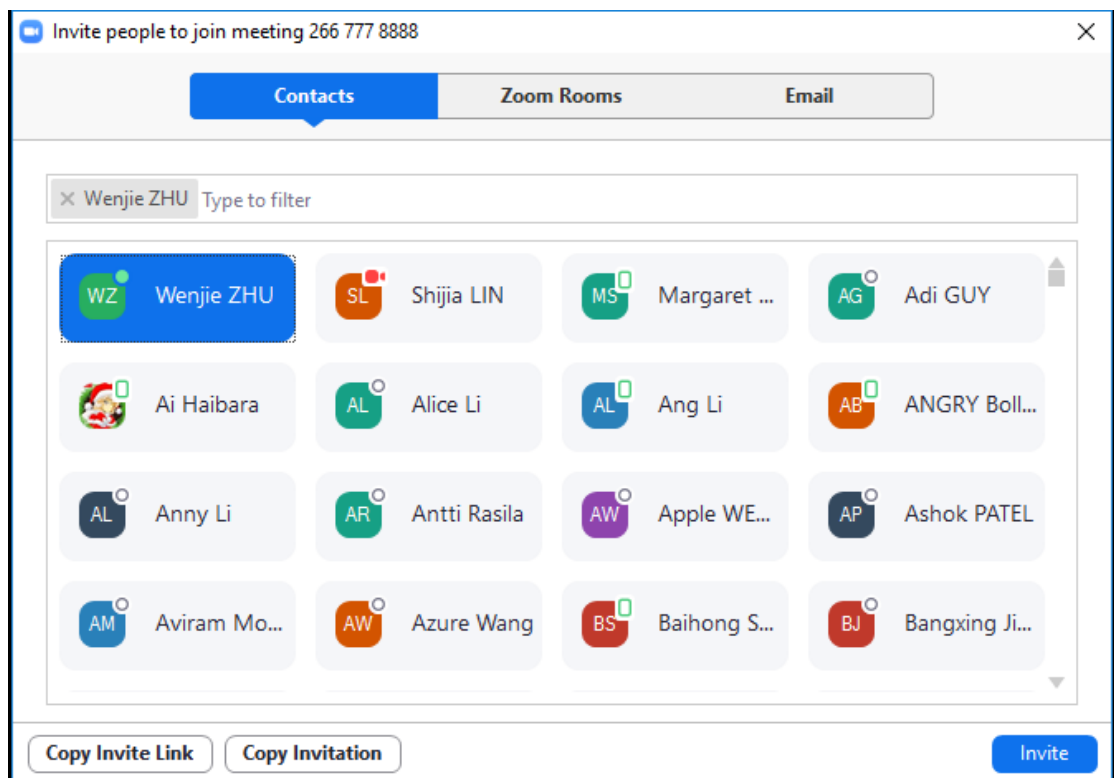 Invite people to join meeting 266 777 8888
Contacts Zoom Rooms Email
Wenjie ZHU Type to filter
WZ Wenjie ZHU SL Shijia LIN MS Margaret ... AG Adi GUY
Ai Haibara AL Alice Li AL Ang Li AB ANGRY Boll...
AL Anny Li AR Antti Rasila AW Apple WE... AP Ashok PATEL
AM Aviram Mo... AW Azure Wang BS Baihong S... BJ Bangxing Ji...
Copy Invite Link Copy Invitation Invite